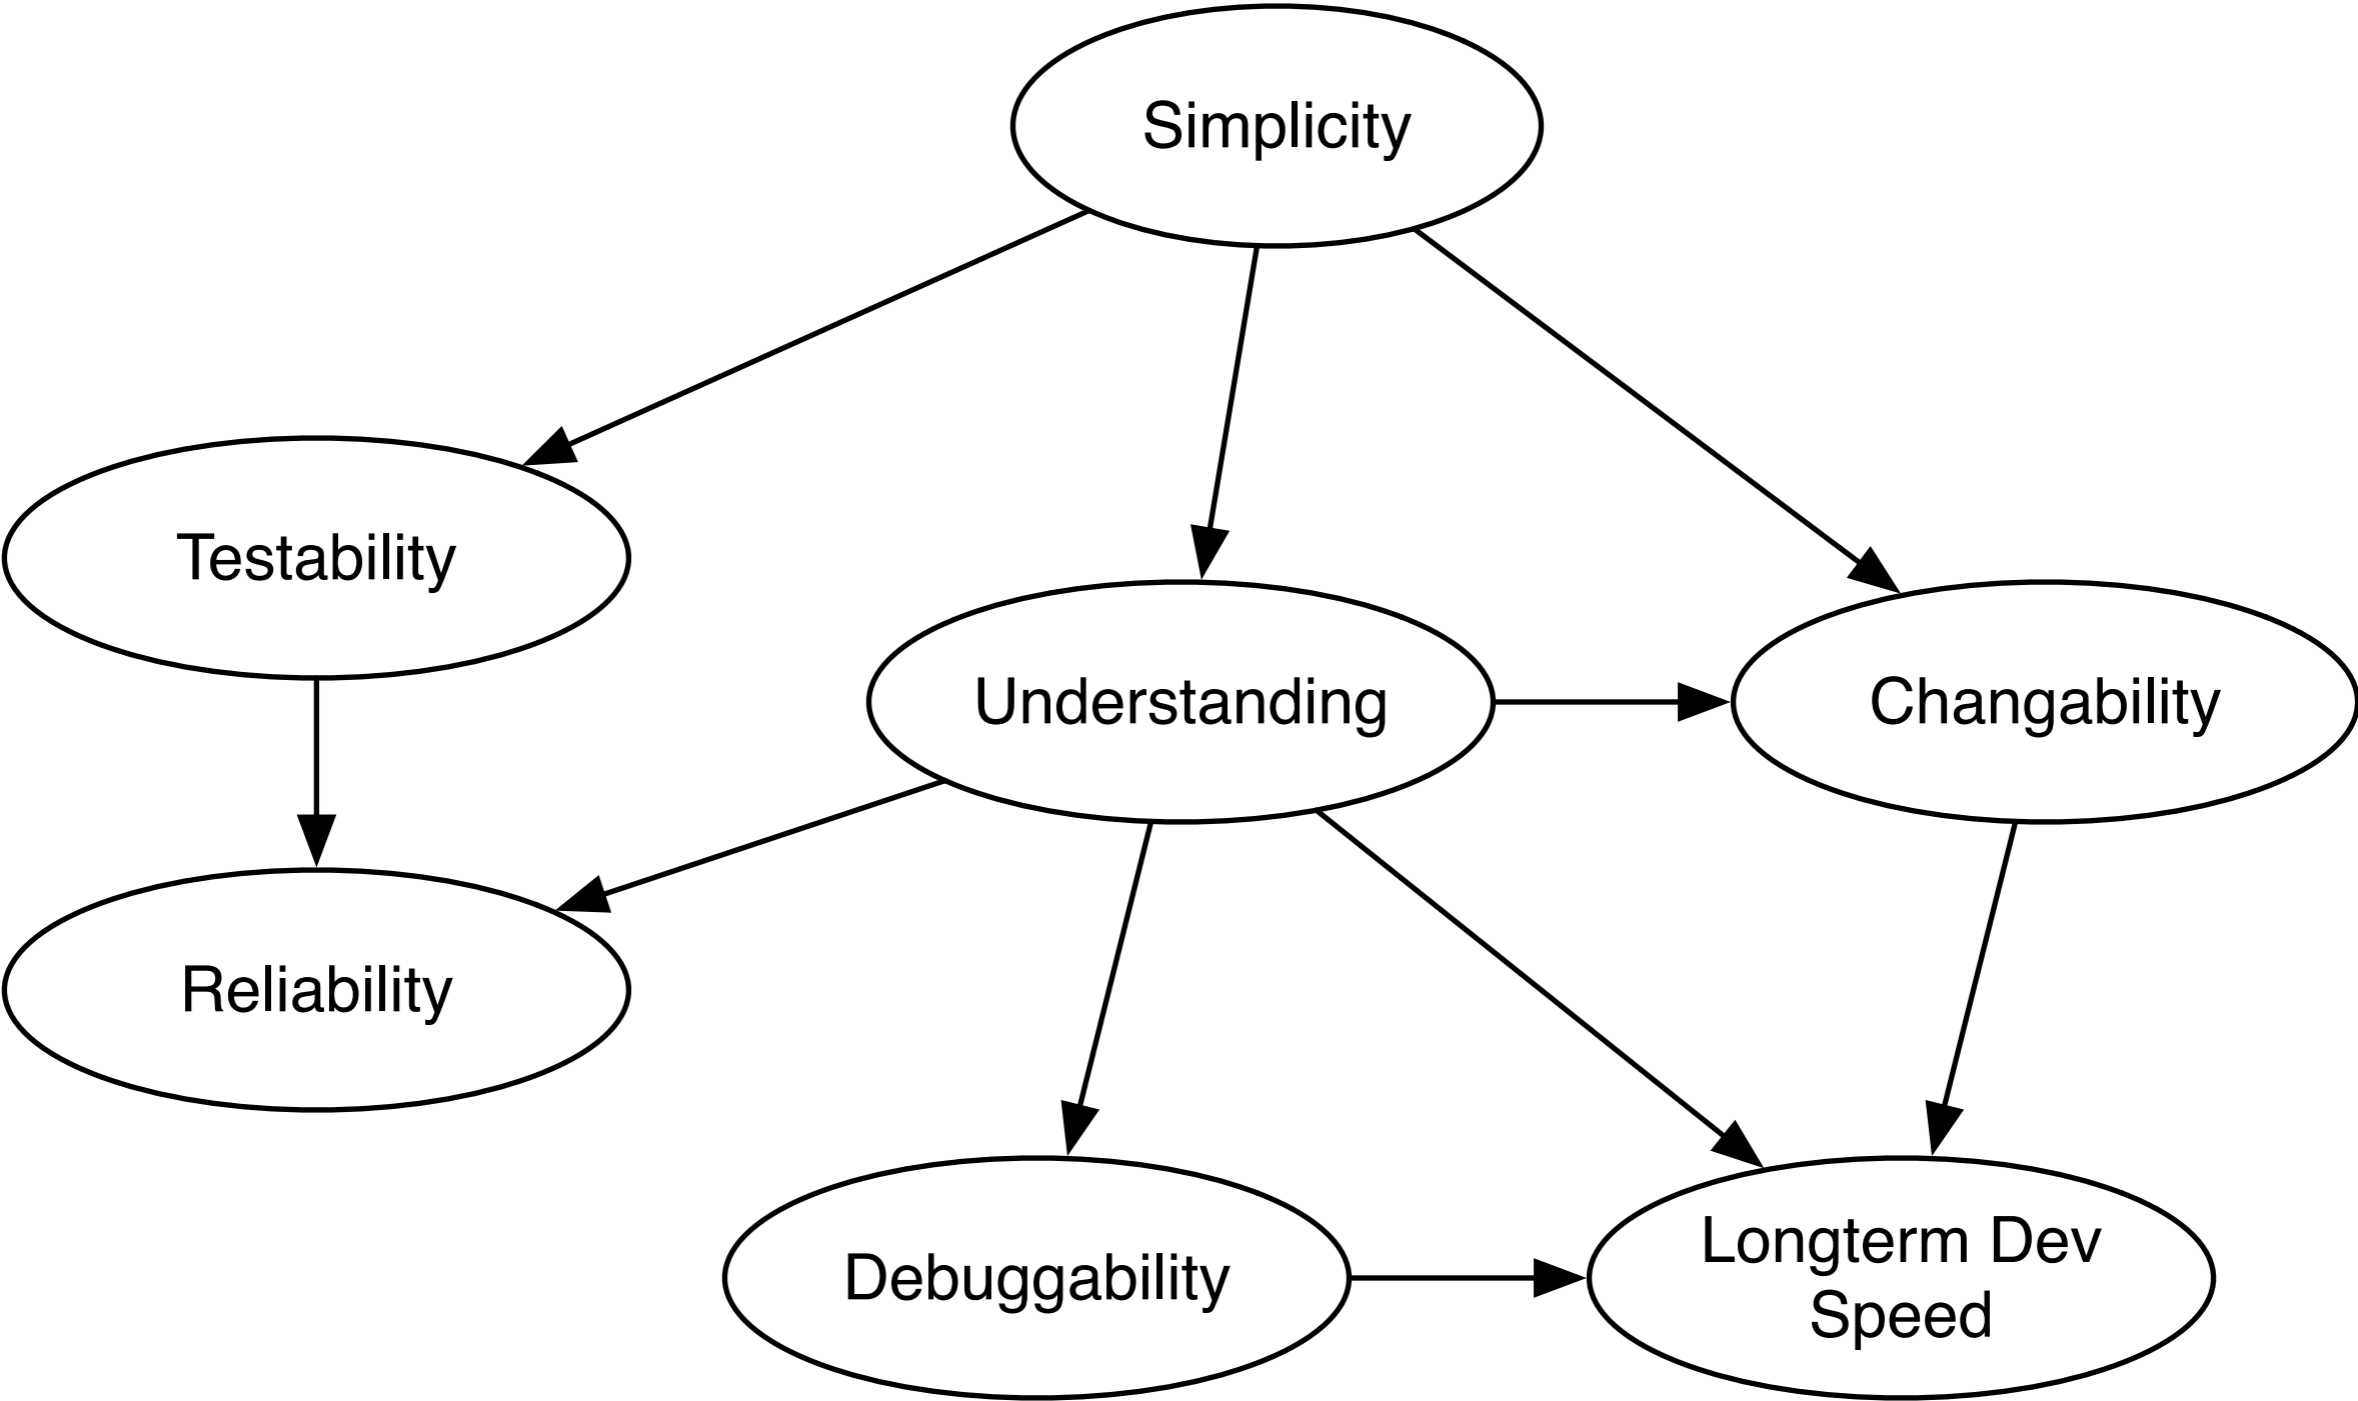 Simplicity
Testability
Understanding
Changability
Reliability
Debuggability
Longterm Dev
Speed